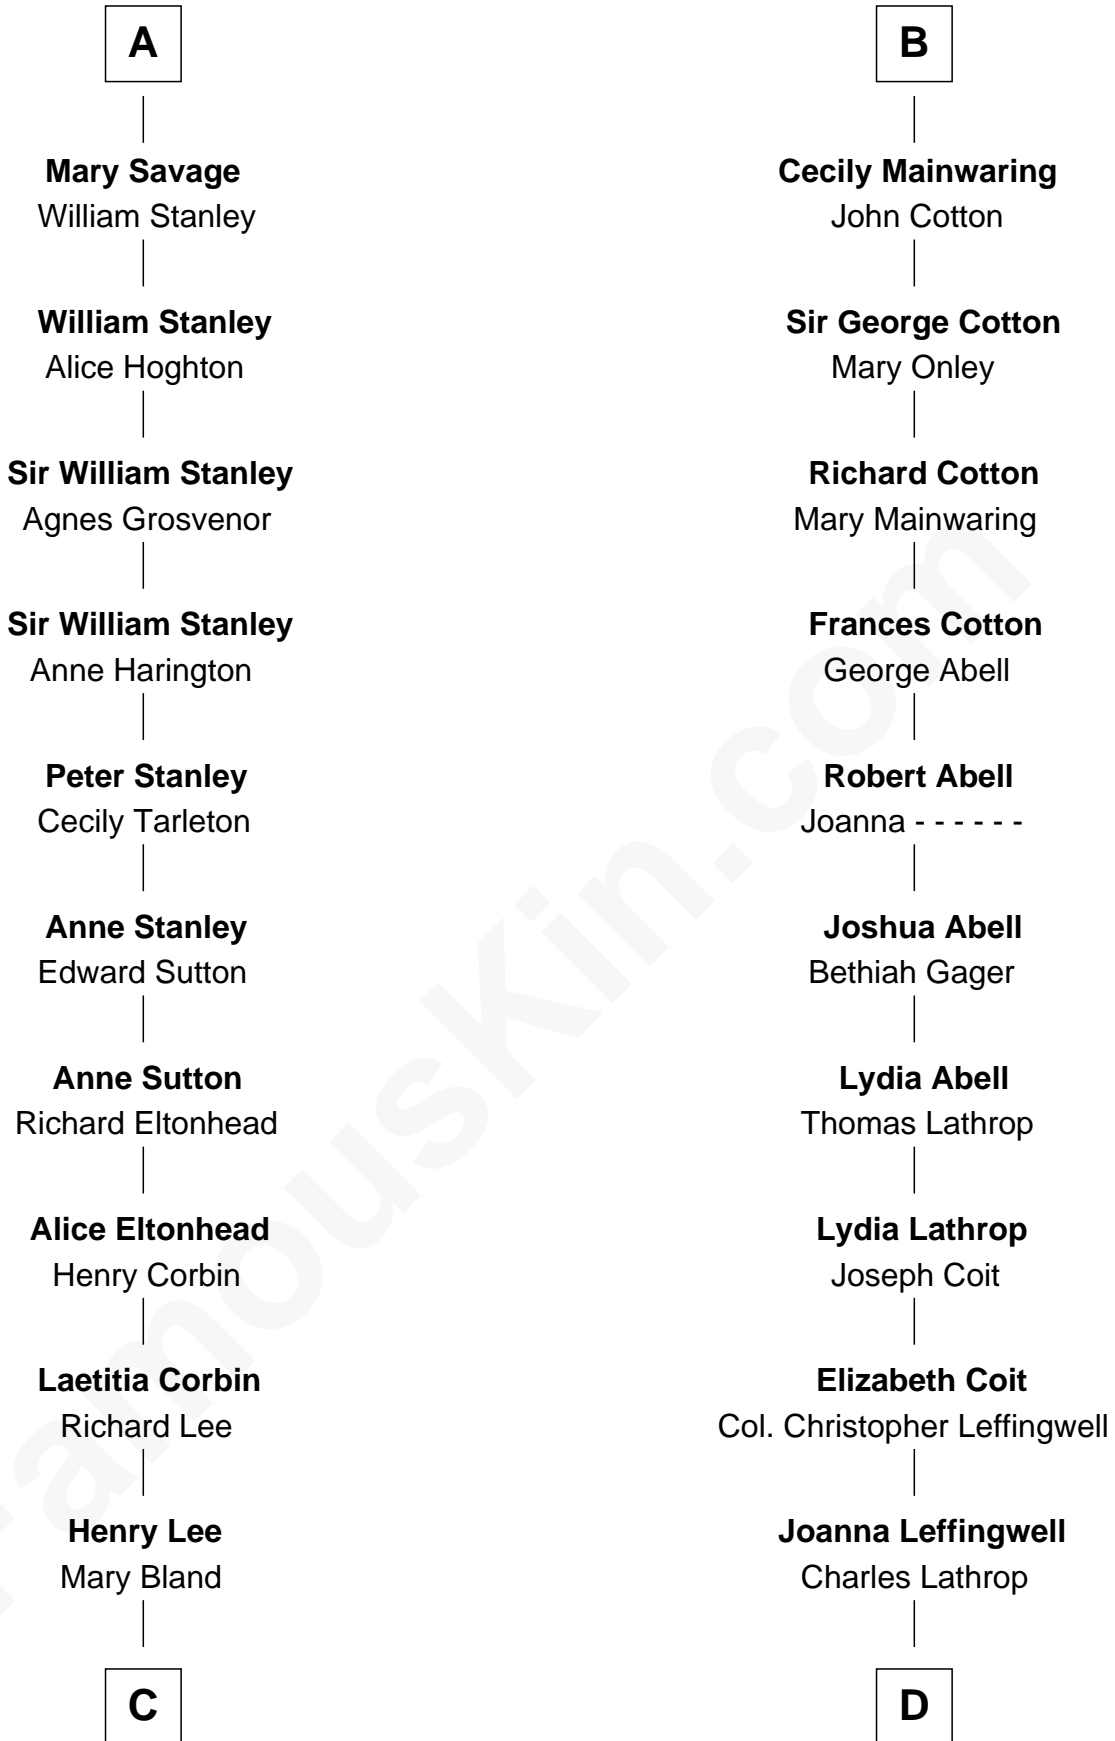 A
Mary Savage
William Stanley
William Stanley
Alice Hoghton
Sir William Stanley
Agnes Grosvenor
Sir William Stanley
Anne Harington
Peter Stanley
Cecily Tarleton
Anne Stanley
Edward Sutton
Anne Sutton
Richard Eltonhead
Alice Eltonhead
Henry Corbin
Laetitia Corbin
Richard Lee
Henry Lee
Mary Bland
C
B
Cecily Mainwaring
John Cotton
Sir George Cotton
Mary Onley
Richard Cotton
Mary Mainwaring
Frances Cotton
George Abell
Robert Abell
Joanna - - - - - -
Joshua Abell
Bethiah Gager
Lydia Abell
Thomas Lathrop
Lydia Lathrop
Joseph Coit
Elizabeth Coit
Col. Christopher Leffingwell
Joanna Leffingwell
Charles Lathrop
D
FamousKin.com